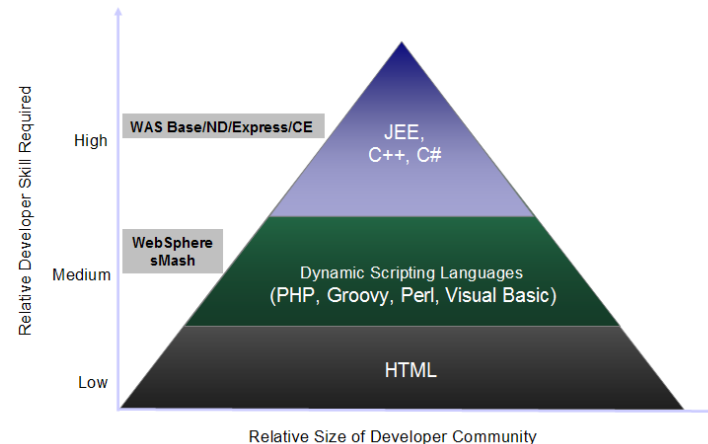 Relative Developer Skill Required
High
Medium
Low
WAS Base/ND/Express/CE
WebSphere
sMash
JEE,
C++, C#
Dynamic Scripting Languages
(PHP, Groovy, Perl, Visual Basic)
HTML
Relative Size of Developer Community